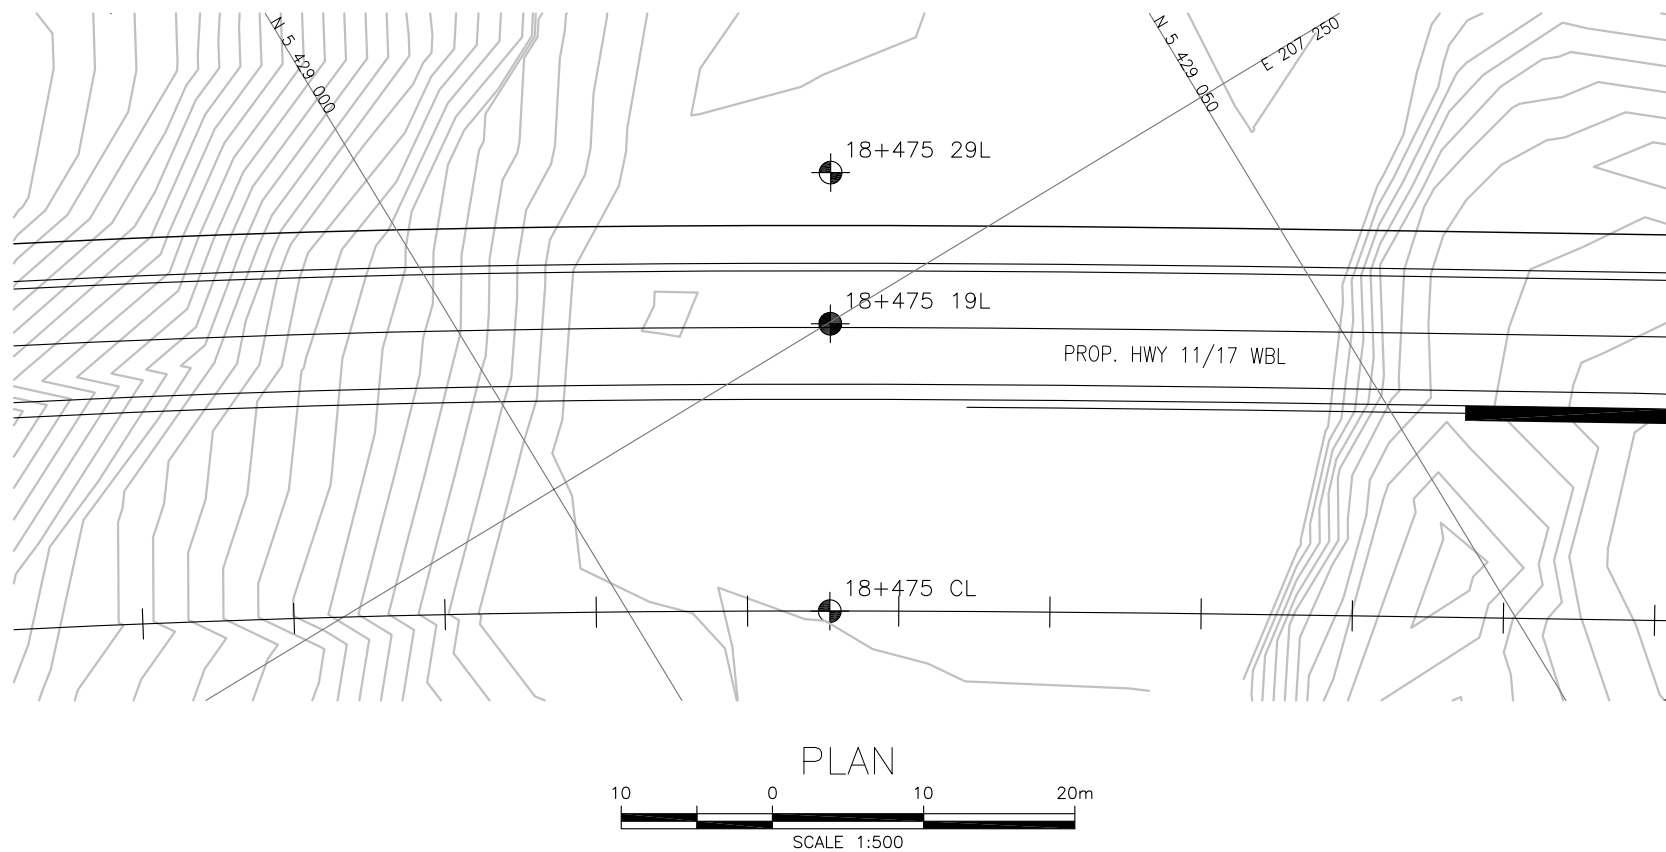 N 5 429 000
N 5 429 050
E 207 250
18+475 29L
18+475 19L
PROP. HWY 11/17 WBL
18+475 CL
PLAN
10 0 10 20m
SCALE 1:500